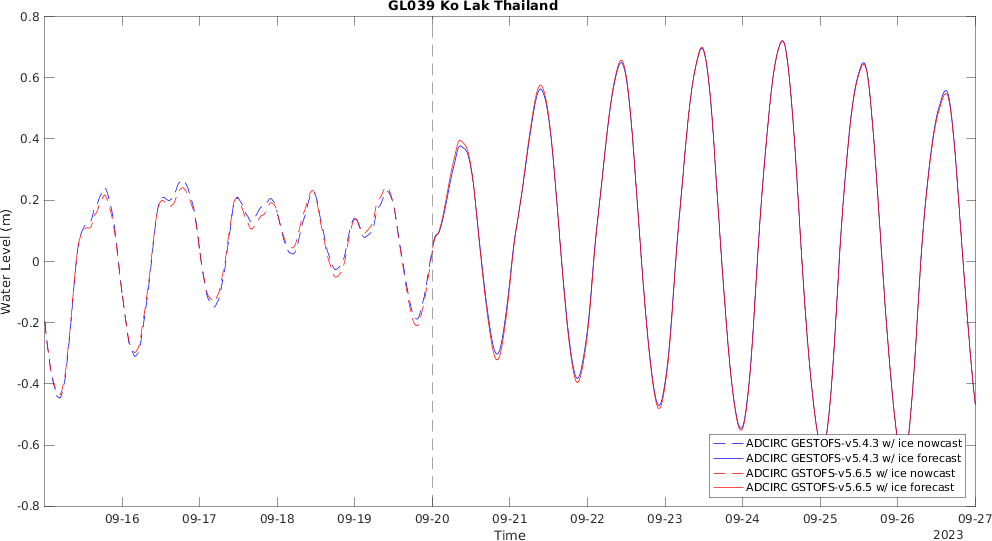 GL039 Ko Lak Thailand
0.8
0.6
0.4
0.2
0
-0.2
-0.4
-0.6
-0.8
Water Level (m)
ADCIRC GESTOFS-v5.4.3 w/ ice nowcast
ADCIRC GESTOFS-v5.4.3 w/ ice forecast
ADCIRC GSTOFS-v5.6.5 w/ ice nowcast
ADCIRC GSTOFS-v5.6.5 w/ ice forecast
09-16 09-17 09-18 09-19 09-20 09-21 09-22 09-23 09-24 09-25 09-26 09-27
Time
2023